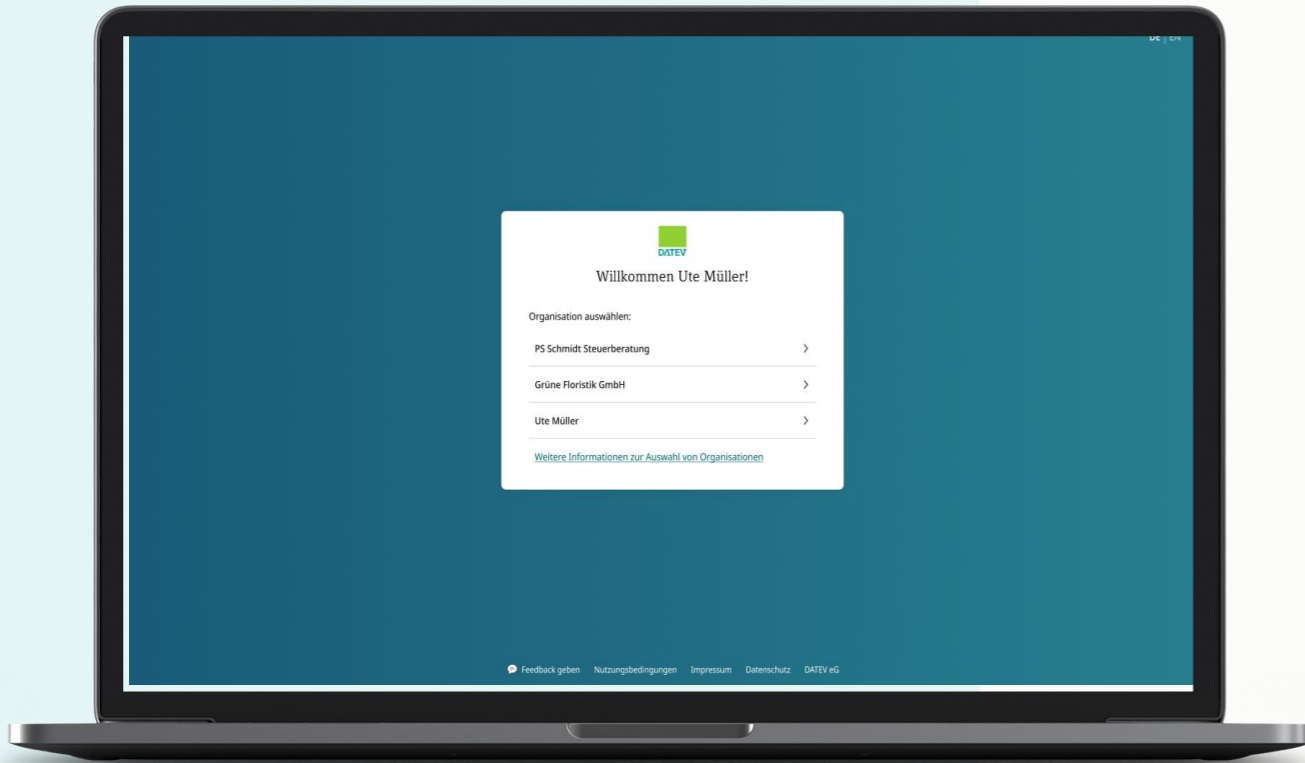 DE | EN
DATEV
Willkommen Ute Müller!
Organisation auswählen:
PS Schmidt Steuerberatung
Grüne Floristik GmbH
Ute Müller
Weitere Informationen zur Auswahl von Organisationen
Feedback geben Nutzungsbedingungen Impressum Datenschutz DATEV eG